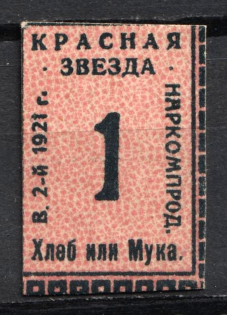 КРАСНАЯ
· ЗВЕЗДА ·
В. 2-й 1921 г.
1
НАРКОМПРОД.
Хлеб или Мука.